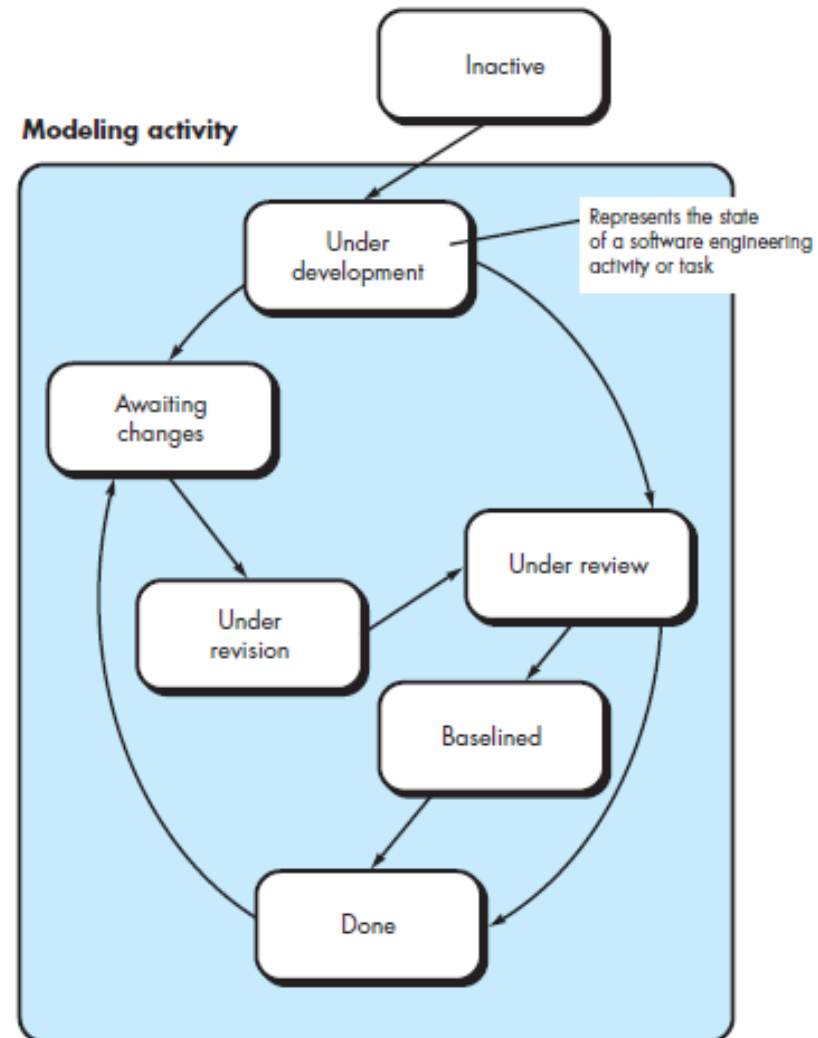 Inactive
Modeling activity
Under
development
Represents the state
of a software engineering
activity or task
Awaiting
changes
Under review
Under
revision
Baselined
Done